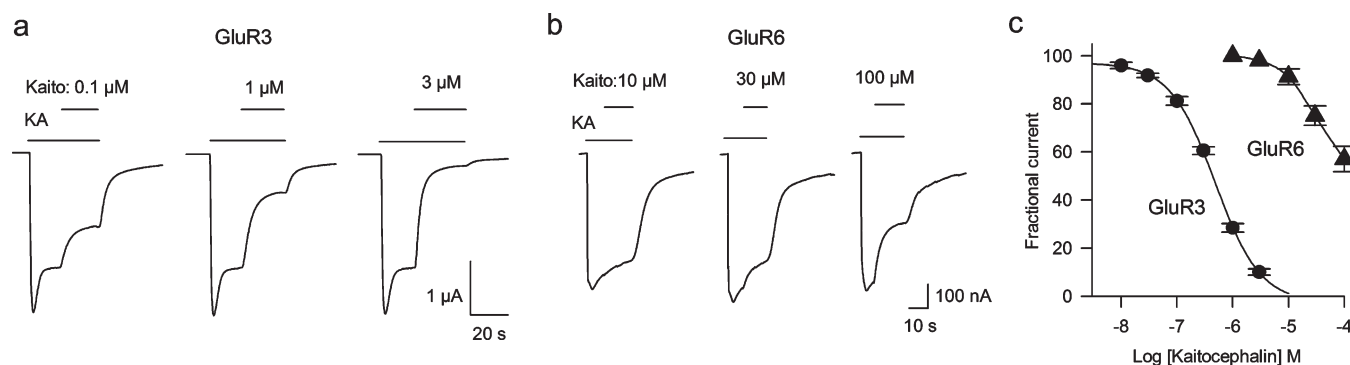 a
GluR3
Kaito: 0.1 µM
1 µM
3 µM
KA
1 µA
20 s
b
GluR6
Kaito:10 µM
30 µM
100 µM
KA
100 nA
10 s
c
Fractional current
100
80
60
40
20
0
GluR6
GluR3
-8
-7
-6
-5
-4
Log [Kaitocephalin] M